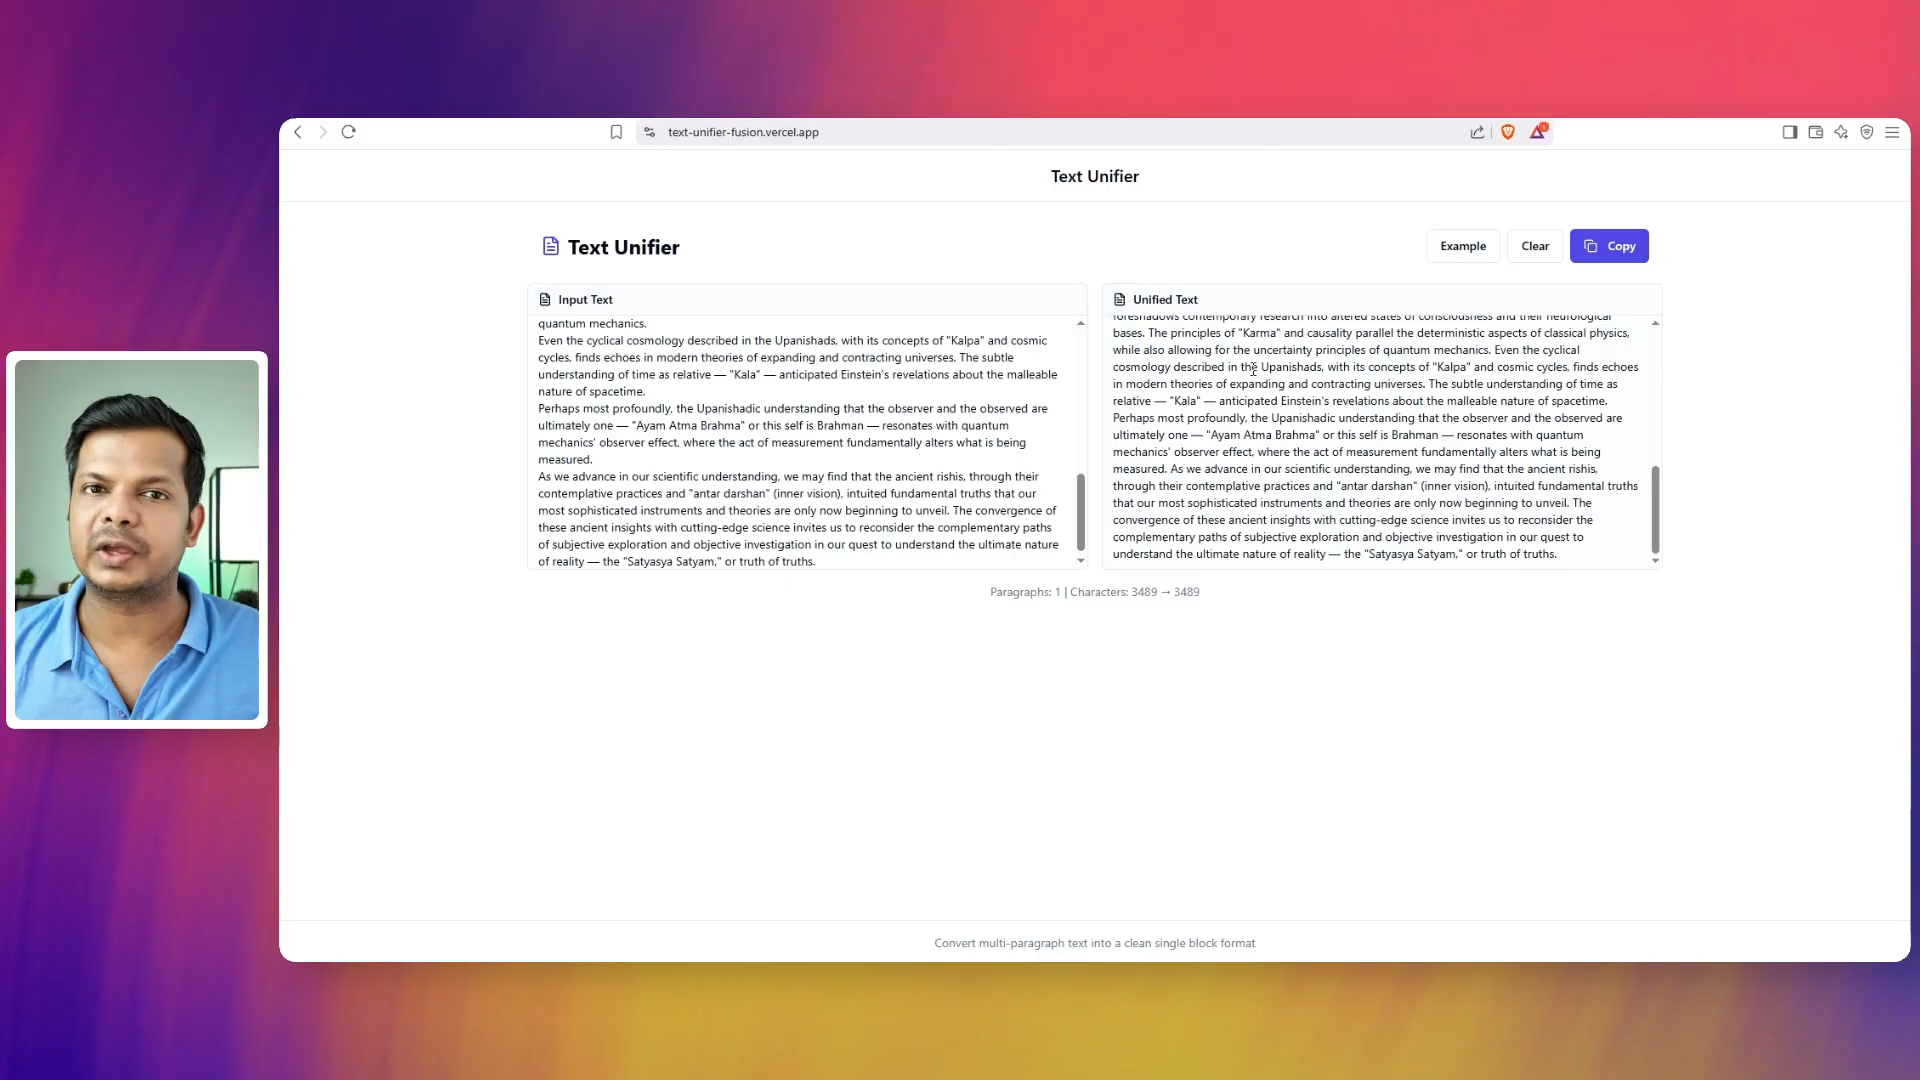 text-unifier-fusion.vercel.app
Text Unifier
Text Unifier
Example
Clear
Copy
Input Text
quantum mechanics.
Even the cyclical cosmology described in the Upanishads, with its concepts of "Kalpa" and cosmic
cycles, finds echoes in modern theories of expanding and contracting universes. The subtle
understanding of time as relative — "Kala" — anticipated Einstein's revelations about the malleable
nature of spacetime.
Perhaps most profoundly, the Upanishadic understanding that the observer and the observed are
ultimately one — "Ayam Atma Brahma" or this self is Brahman — resonates with quantum
mechanics' observer effect, where the act of measurement fundamentally alters what is being
measured.
As we advance in our scientific understanding, we may find that the ancient rishis, through their
contemplative practices and "antar darshan" (inner vision), intuited fundamental truths that our
most sophisticated instruments and theories are only now beginning to unveil. The convergence of
these ancient insights with cutting-edge science invites us to reconsider the complementary paths
of subjective exploration and objective investigation in our quest to understand the ultimate nature
of reality — the "Satyasya Satyam," or truth of truths.
Unified Text
foreshadows contemporary research into altered states of consciousness and their neurological
bases. The principles of "Karma" and causality parallel the deterministic aspects of classical physics,
while also allowing for the uncertainty principles of quantum mechanics. Even the cyclical
cosmology described in the Upanishads, with its concepts of "Kalpa" and cosmic cycles, finds echoes
in modern theories of expanding and contracting universes. The subtle understanding of time as
relative — "Kala" — anticipated Einstein's revelations about the malleable nature of spacetime.
Perhaps most profoundly, the Upanishadic understanding that the observer and the observed are
ultimately one — "Ayam Atma Brahma" or this self is Brahman — resonates with quantum
mechanics' observer effect, where the act of measurement fundamentally alters what is being
measured. As we advance in our scientific understanding, we may find that the ancient rishis,
through their contemplative practices and "antar darshan" (inner vision), intuited fundamental truths
that our most sophisticated instruments and theories are only now beginning to unveil. The
convergence of these ancient insights with cutting-edge science invites us to reconsider the
complementary paths of subjective exploration and objective investigation in our quest to
understand the ultimate nature of reality — the "Satyasya Satyam," or truth of truths.
Paragraphs: 1 | Characters: 3489 → 3489
Convert multi-paragraph text into a clean single block format